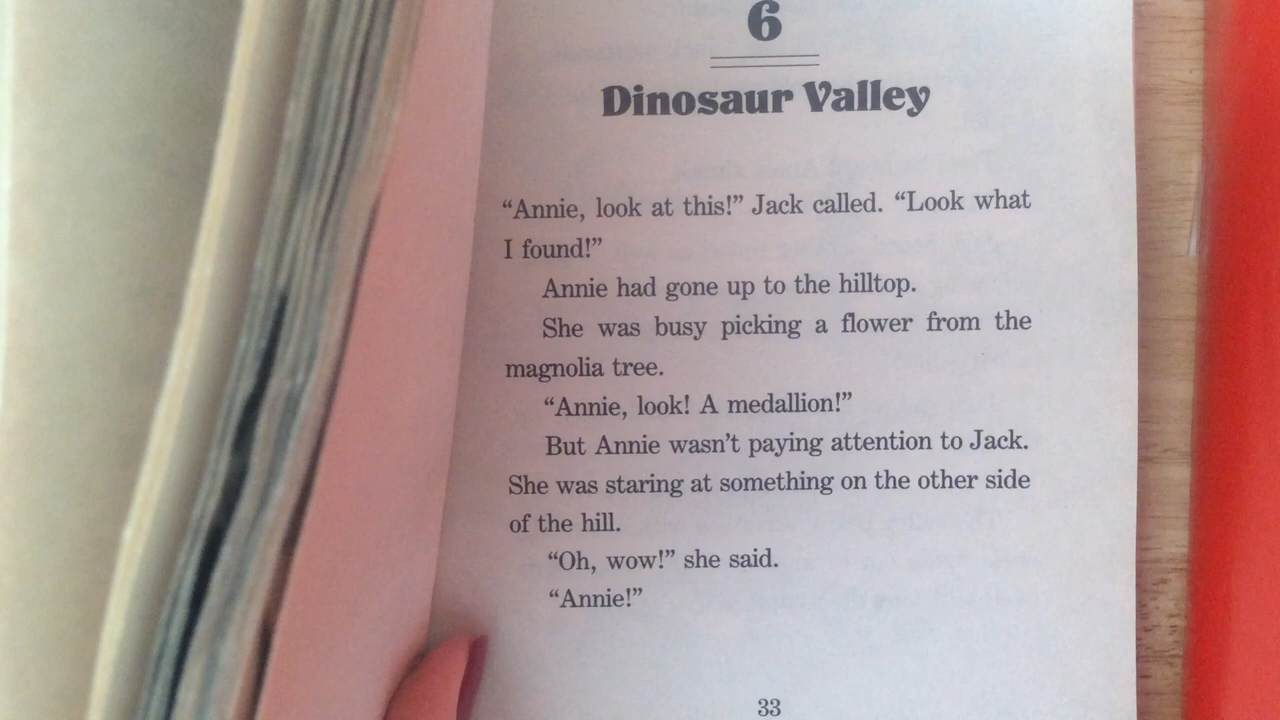 6
Dinosaur Valley
“Annie, look at this!” Jack called. “Look what
I found!”
Annie had gone up to the hilltop.
She was busy picking a flower from the
magnolia tree.
“Annie, look! A medallion!”
But Annie wasn’t paying attention to Jack.
She was staring at something on the other side
of the hill.
“Oh, wow!” she said.
“Annie!”
33